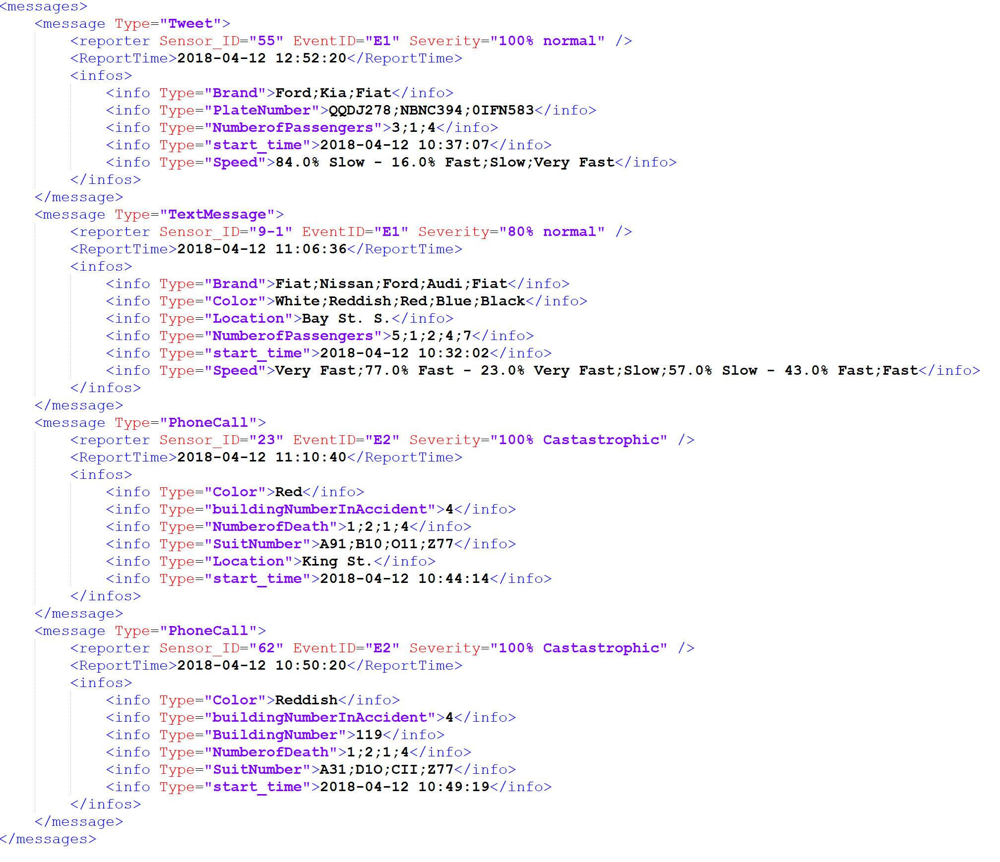 <messages>
<message Type="Tweet">
<reporter Sensor_ID="55" EventID="E1" Severity="100% normal" />
<ReportTime>2018-04-12 12:52:20</ReportTime>
<infos>
<info Type="Brand">Ford;Kia;Fiat</info>
<info Type="PlateNumber">QQDJ278;NBNC394;0IFN583</info>
<info Type="NumberofPassengers">3;1;4</info>
<info Type="start_time">2018-04-12 10:37:07</info>
<info Type="Speed">84.0% Slow - 16.0% Fast;Slow;Very Fast</info>
</infos>
</message>
<message Type="TextMessage">
<reporter Sensor_ID="9-1" EventID="E1" Severity="80% normal" />
<ReportTime>2018-04-12 11:06:36</ReportTime>
<infos>
<info Type="Brand">Fiat;Nissan;Ford;Audi;Fiat</info>
<info Type="Color">White;Reddish;Red;Blue;Black</info>
<info Type="Location">Bay St. S.</info>
<info Type="NumberofPassengers">5;1;2;4;7</info>
<info Type="start_time">2018-04-12 10:32:02</info>
<info Type="Speed">Very Fast;77.0% Fast - 23.0% Very Fast;Slow;57.0% Slow - 43.0% Fast;Fast</info>
</infos>
</message>
<message Type="PhoneCall">
<reporter Sensor_ID="23" EventID="E2" Severity="100% Castastrophic" />
<ReportTime>2018-04-12 11:10:40</ReportTime>
<infos>
<info Type="Color">Red</info>
<info Type="buildingNumberInAccident">4</info>
<info Type="NumberofDeath">1;2;1;4</info>
<info Type="SuitNumber">A91;B10;O11;Z77</info>
<info Type="Location">King St.</info>
<info Type="start_time">2018-04-12 10:44:14</info>
</infos>
</message>
<message Type="PhoneCall">
<reporter Sensor_ID="62" EventID="E2" Severity="100% Castastrophic" />
<ReportTime>2018-04-12 10:50:20</ReportTime>
<infos>
<info Type="Color">Reddish</info>
<info Type="buildingNumberInAccident">4</info>
<info Type="BuildingNumber">119</info>
<info Type="NumberofDeath">1;2;1;4</info>
<info Type="SuitNumber">A31;D1O;CII;Z77</info>
<info Type="start_time">2018-04-12 10:49:19</info>
</infos>
</message>
</messages>